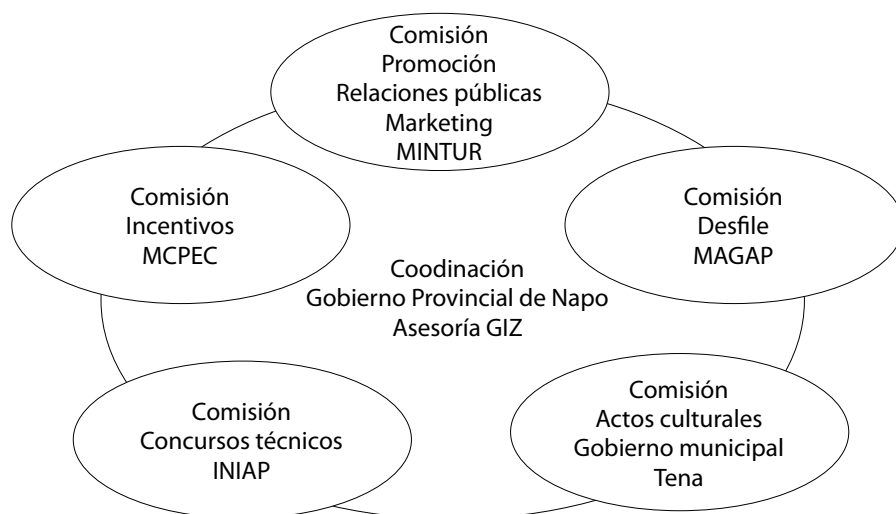 Comisión
Promoción
Relaciones públicas
Marketing
MINTUR
Comisión
Incentivos
MCPEC
Comisión
Desfile
MAGAP
Coodinación
Gobierno Provincial de Napo
Asesoría GIZ
Comisión
Concursos técnicos
INIAP
Comisión
Actos culturales
Gobierno municipal
Tena